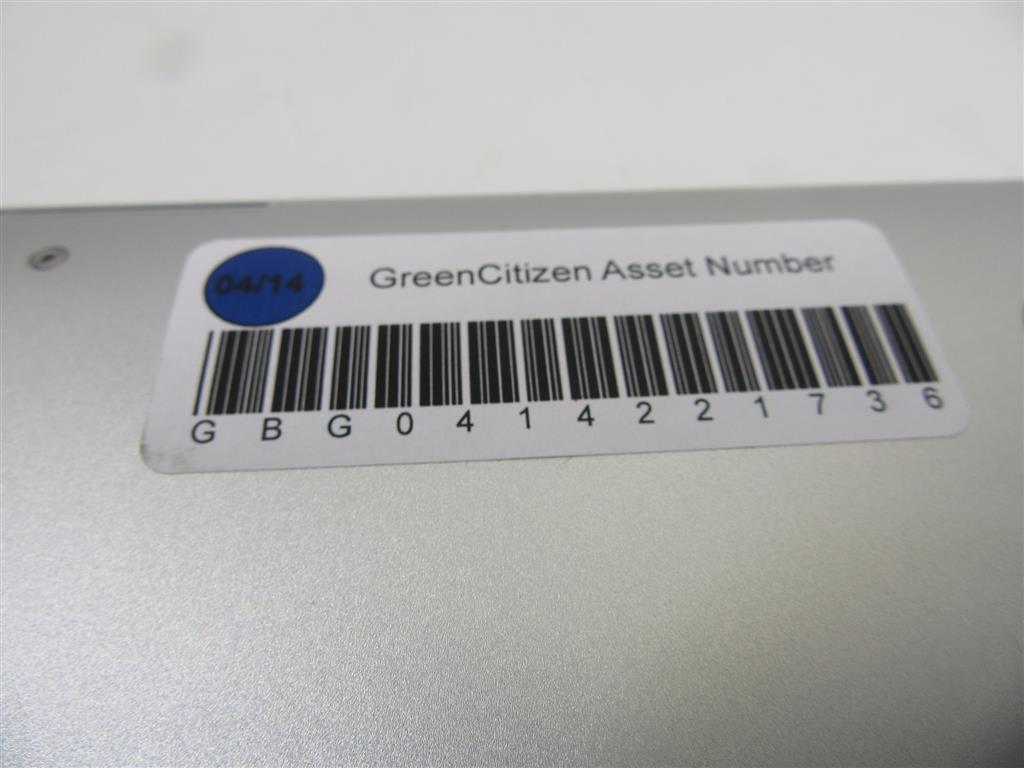 04/14
GreenCitizen Asset Number
G B G 0 4 1 4 2 2 1 7 3 6